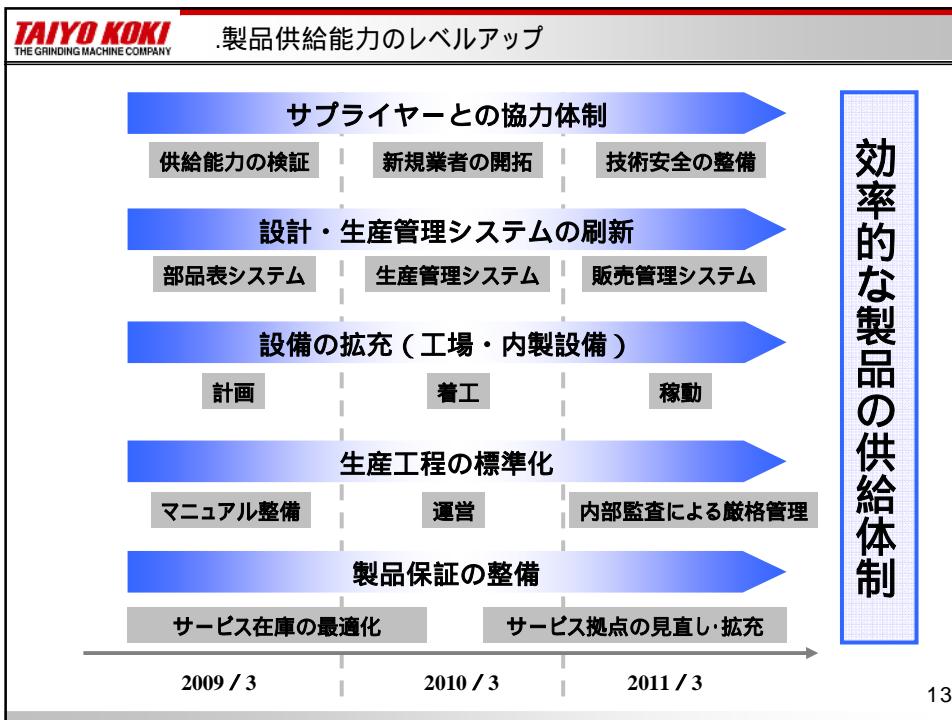 TAIYO KOKI
THE GRINDING MACHINE COMPANY
.製品供給能力のレベルアップ
サプライヤーとの協力体制
供給能力の検証 新規業者の開拓 技術安全の整備
設計・生産管理システムの刷新
部品表システム 生産管理システム 販売管理システム
設備の拡充(工場・内製設備)
計画 着工 稼動
生産工程の標準化
マニュアル整備 運営 内部監査による厳格管理
製品保証の整備
サービス在庫の最適化 サービス拠点の見直し・拡充
2009 / 3 2010 / 3 2011 / 3
効率的な製品の供給体制
13